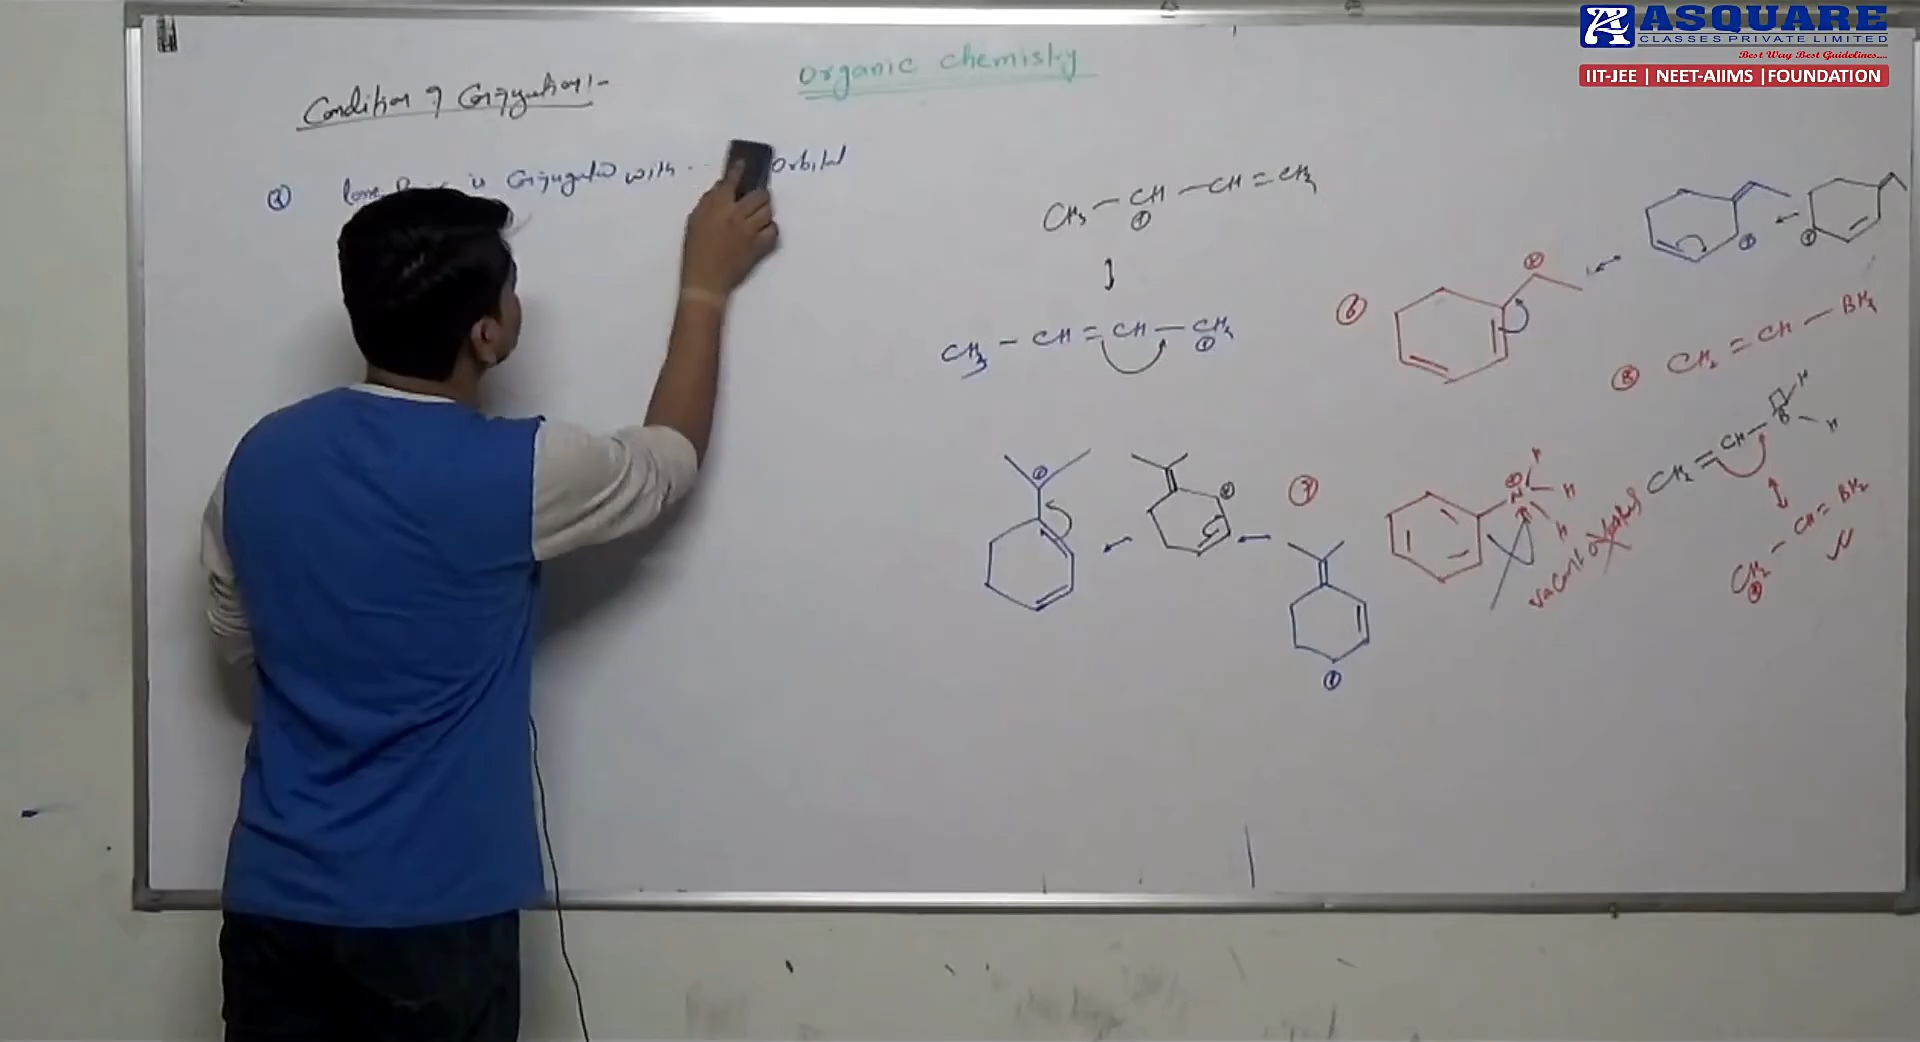 ASQUARE
CLASSES PRIVATE LIMITED
Best Way Best Guidelines....
IIT-JEE | NEET-AIIMS | FOUNDATION
Organic Chemistry
Condition of Conjugation:-
is Conjugated with orbital
CH3 — CH — CH = CH2
CH3 — CH = CH — CH2
⑥
⑧ CH2 = CH — BH2
CH2 = CH — B H H
⑦
N H H H
vacant orbital
CH2 — CH = BH2